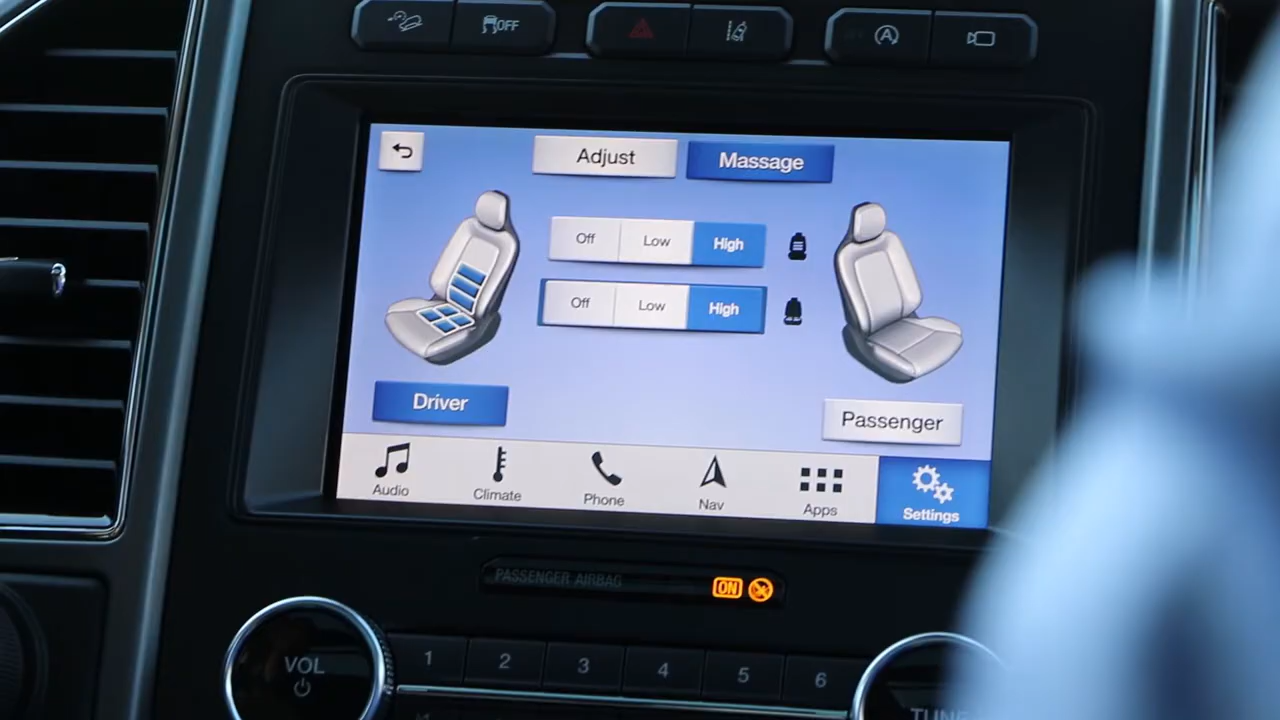 OFF
A
Adjust
Massage
Off Low High
Off Low High
Driver
Passenger
Audio
Climate
Phone
Nav
Apps
Settings
PASSENGER AIRBAG
ON
VOL
1 2 3 4 5 6
TUNE